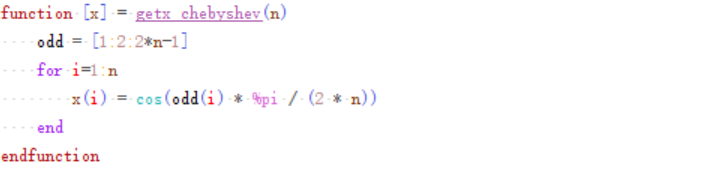 function [x] = getx_chebyshev(n)
    odd = [1:2:2*n-1]
    for i=1:n
        x(i) = cos(odd(i) * %pi / (2 * n))
    end
endfunction